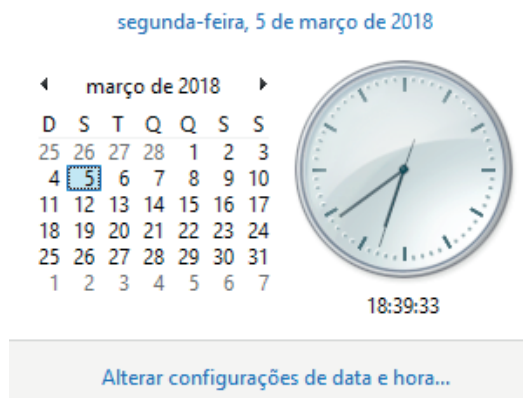 segunda-feira, 5 de março de 2018
março de 2018
D S T Q Q S S
25 26 27 28 1 2 3
4 5 6 7 8 9 10
11 12 13 14 15 16 17
18 19 20 21 22 23 24
25 26 27 28 29 30 31
1 2 3 4 5 6 7
18:39:33
Alterar configurações de data e hora...